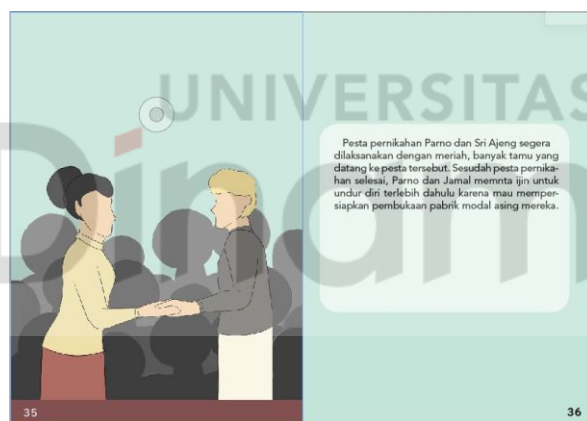 UNIVERSITAS
Dinam
Pesta pernikahan Parno dan Sri Ajeng segera
dilaksanakan dengan meriah, banyak tamu yang
datang ke pesta tersebut. Sesudah pesta pernika-
han selesai, Parno dan Jamal memnta ijin untuk
undur diri terlebih dahulu karena mau memper-
siapkan pembukaan pabrik modal asing mereka.
35
36